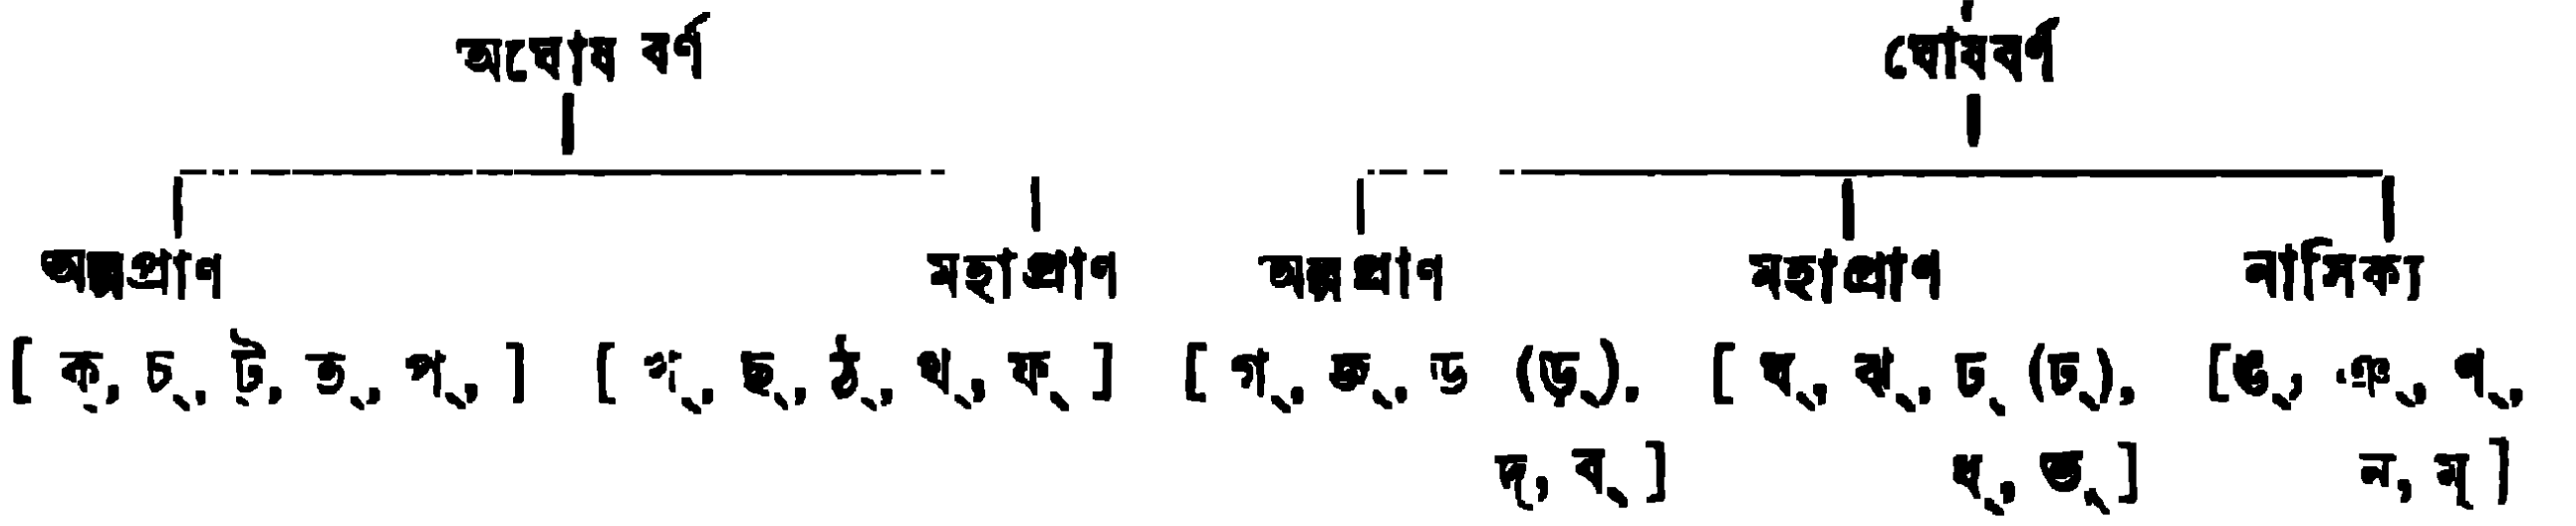 অঘোষ বর্ণ ঘোষবর্ণ
অল্পপ্রাণ মহাপ্রাণ অল্পপ্রাণ মহাপ্রাণ নাসিক্য
[ ক্, চ্, ট্, ত্, প্, ] [ খ্, ছ্, ঠ্, থ্, ফ্ ] [ গ্, জ্, ড (ড়্), [ ঘ্, ঝ্, ঢ্ (ঢ্), [ঙ্, ঞ্, ণ্,
দ্, ব্ ] ধ্, ভ্ ] ন, ম্ ]